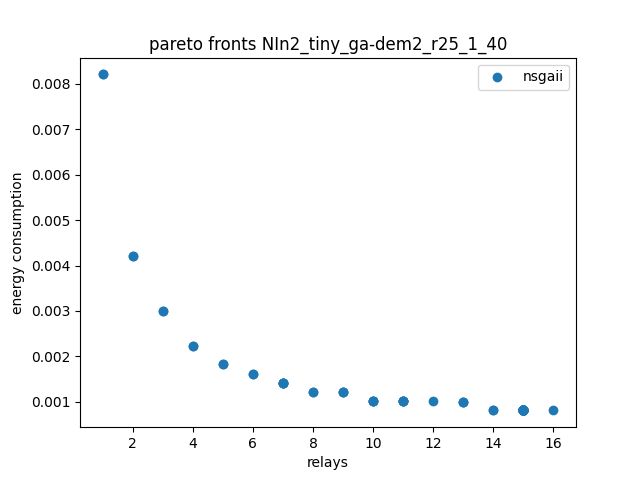 pareto fronts NIn2_tiny_ga-dem2_r25_1_40
nsgaii
0.008
0.007
0.006
0.005
0.004
0.003
0.002
0.001
energy consumption
2 4 6 8 10 12 14 16
relays